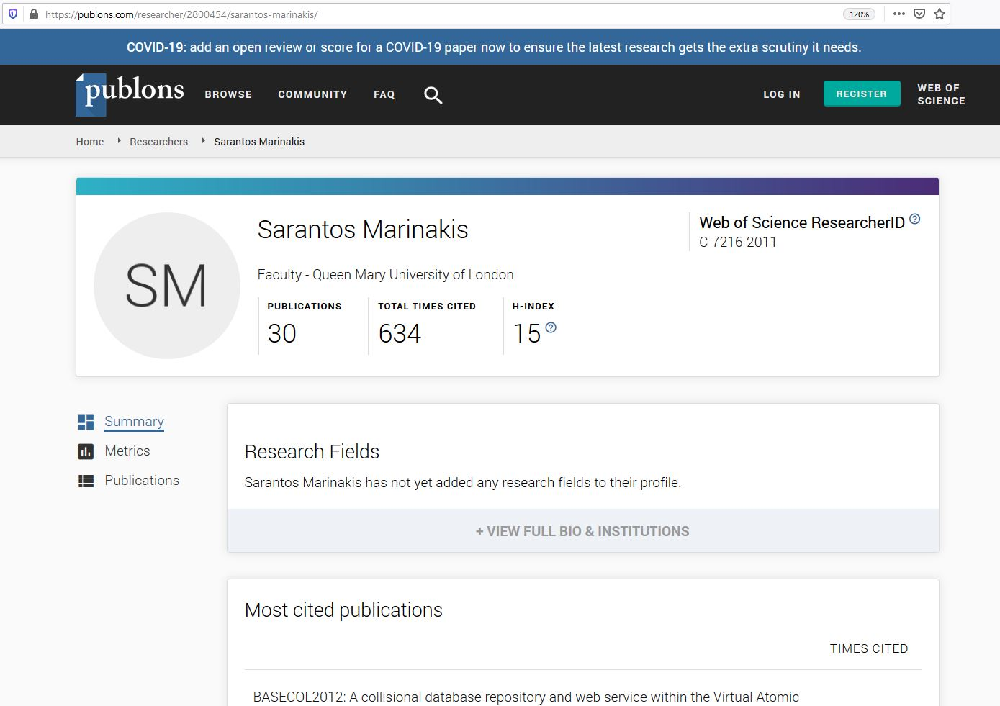 https://publons.com/researcher/2800454/sarantos-marinakis/
120%
COVID-19: add an open review or score for a COVID-19 paper now to ensure the latest research gets the extra scrutiny it needs.
publons
BROWSE
COMMUNITY
FAQ
LOG IN
REGISTER
WEB OF
SCIENCE
Home
Researchers
Sarantos Marinakis
SM
Sarantos Marinakis
Faculty - Queen Mary University of London
Web of Science ResearcherID ?
C-7216-2011
PUBLICATIONS
30
TOTAL TIMES CITED
634
H-INDEX
15 ?
Summary
Metrics
Publications
Research Fields
Sarantos Marinakis has not yet added any research fields to their profile.
+ VIEW FULL BIO & INSTITUTIONS
Most cited publications
TIMES CITED
BASECOL2012: A collisional database repository and web service within the Virtual Atomic